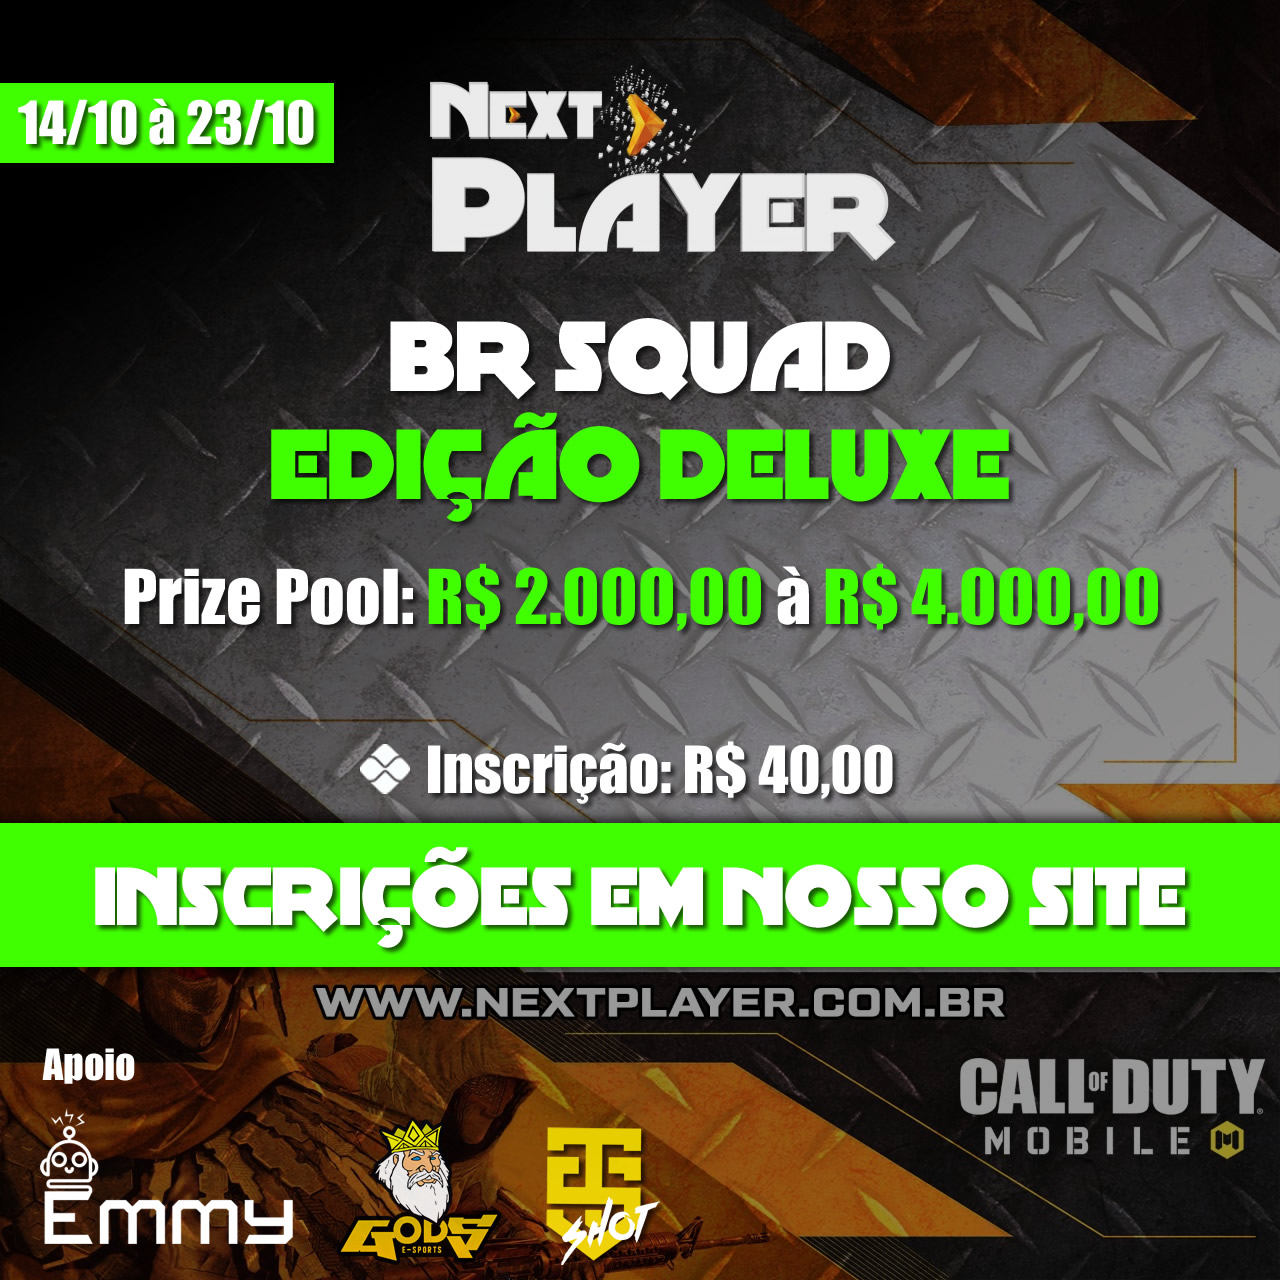 14/10 à 23/10
NEXT
PLAYER
BR SQUAD
EDIÇÃO DELUXE
Prize Pool: R$ 2.000,00 à R$ 4.000,00
Inscrição: R$ 40,00
INSCRIÇÕES EM NOSSO SITE
WWW.NEXTPLAYER.COM.BR
Apoio
Emmy
GODS
E-SPORTS
SHOT
CALL OF DUTY®
MOBILE